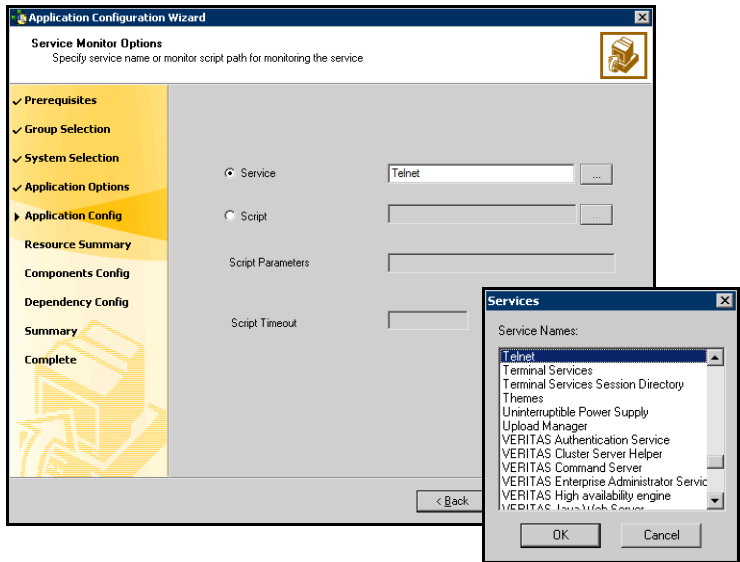 Application Configuration Wizard
Service Monitor Options
Specify service name or monitor script path for monitoring the service
Prerequisites
Group Selection
System Selection
Application Options
Application Config
Resource Summary
Components Config
Dependency Config
Summary
Complete
Service
Telnet
...
Script
...
Script Parameters
Script Timeout
< Back
Services
Service Names:
Telnet
Terminal Services
Terminal Services Session Directory
Themes
Uninterruptible Power Supply
Upload Manager
VERITAS Authentication Service
VERITAS Cluster Server Helper
VERITAS Command Server
VERITAS Enterprise Administrator Servic
VERITAS High availability engine
VERITAS Java Web Server
OK
Cancel